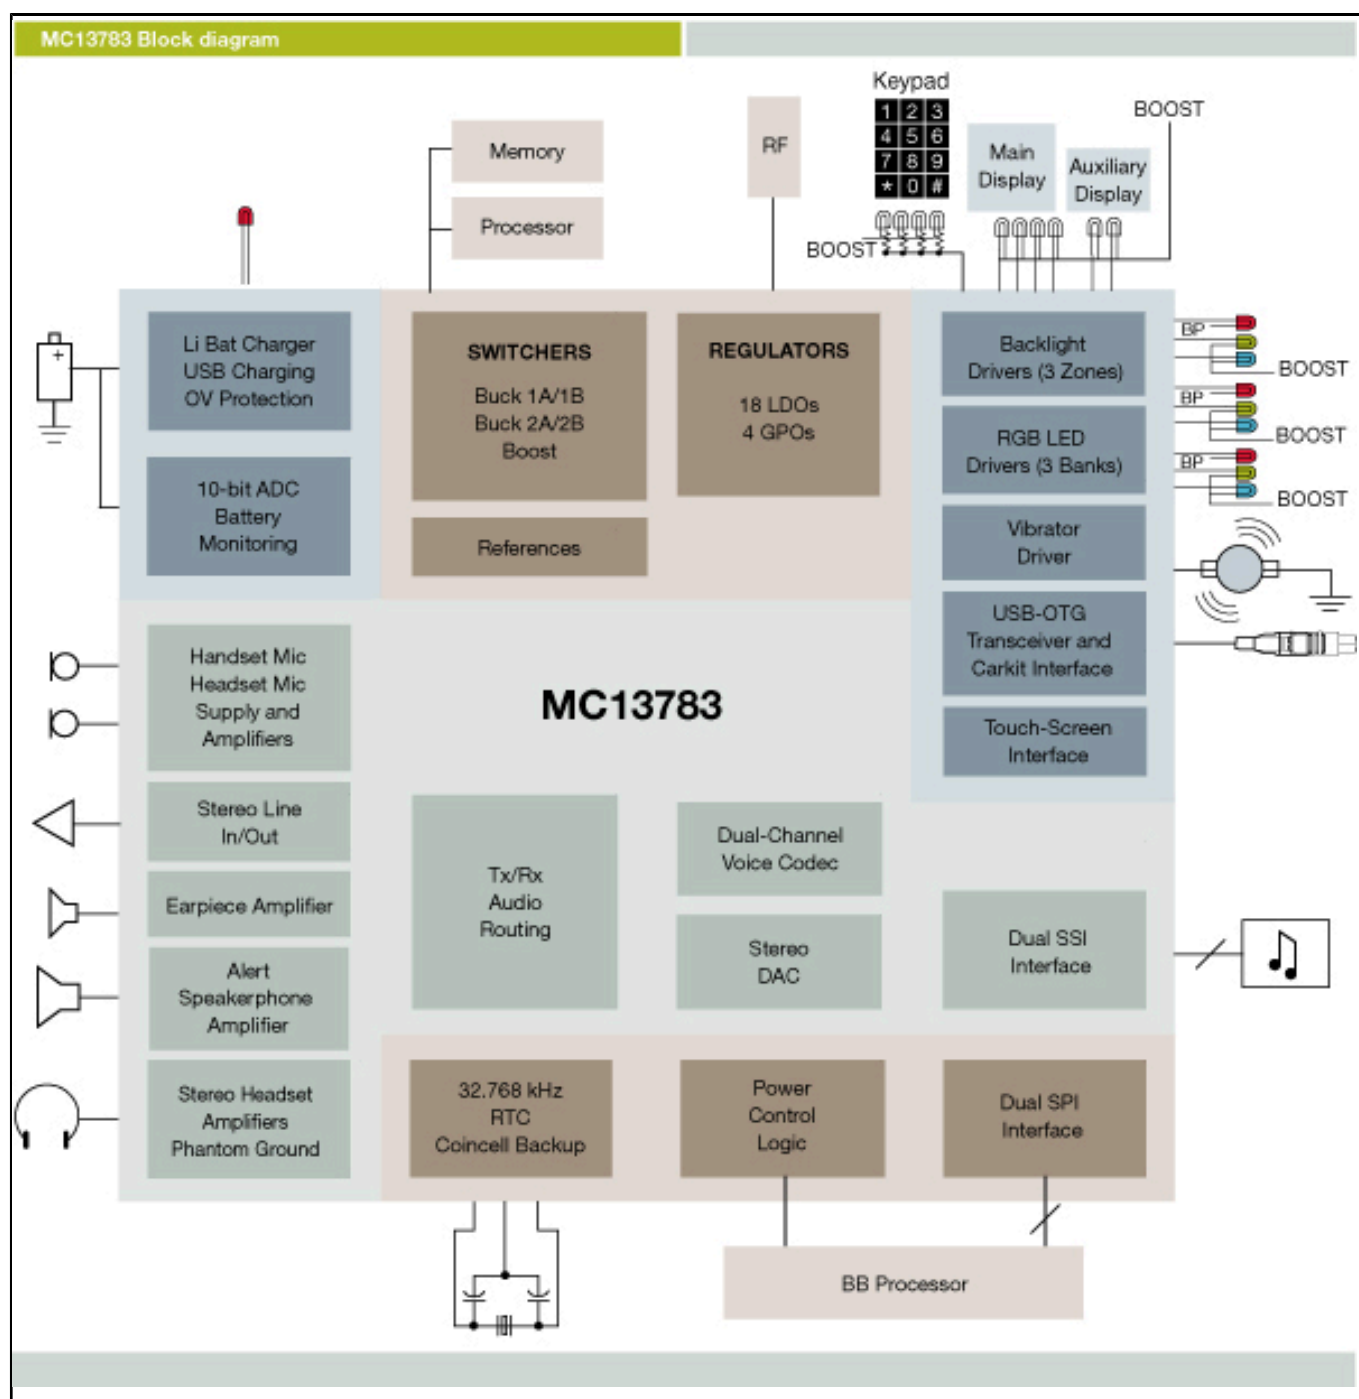 MC13783 Block diagram
Keypad
1 2 3
4 5 6
7 8 9
* 0 #
BOOST
Memory
Processor
RF
Main
Display
Auxiliary
Display
BOOST
Li Bat Charger
USB Charging
OV Protection
10-bit ADC
Battery
Monitoring
SWITCHERS
Buck 1A/1B
Buck 2A/2B
Boost
References
REGULATORS
18 LDOs
4 GPOs
Backlight
Drivers (3 Zones)
RGB LED
Drivers (3 Banks)
Vibrator
Driver
USB-OTG
Transceiver and
Carkit Interface
Touch-Screen
Interface
BP
BOOST
BP
BOOST
BP
BOOST
+
Handset Mic
Headset Mic
Supply and
Amplifiers
Stereo Line
In/Out
Earpiece Amplifier
Alert
Speakerphone
Amplifier
Stereo Headset
Amplifiers
Phantom Ground
MC13783
Tx/Rx
Audio
Routing
Dual-Channel
Voice Codec
Stereo
DAC
Dual SSI
Interface
32.768 kHz
RTC
Coincell Backup
Power
Control
Logic
Dual SPI
Interface
BB Processor